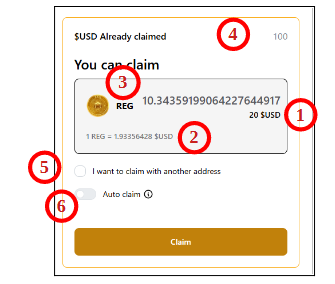 $USD Already claimed 4 100
You can claim
3
REG 10.34359199064227644917
20 $USD 1
1 REG = 1.93356428 $USD 2
5 I want to claim with another address
6 Auto claim
Claim